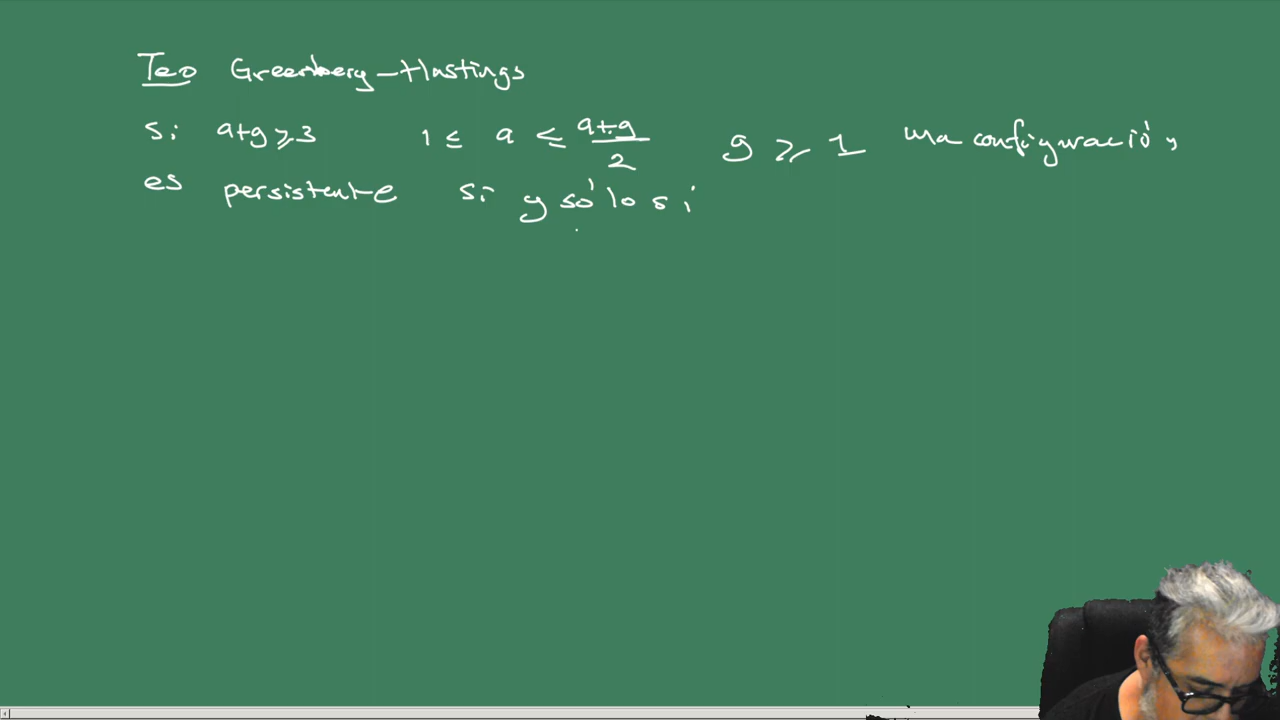 Teo Greenberg-Hastings
si a+g ≥ 3 1 ≤ a ≤ (a+g)/2 g ≥ 1 una configuración
es persistente si y sólo si